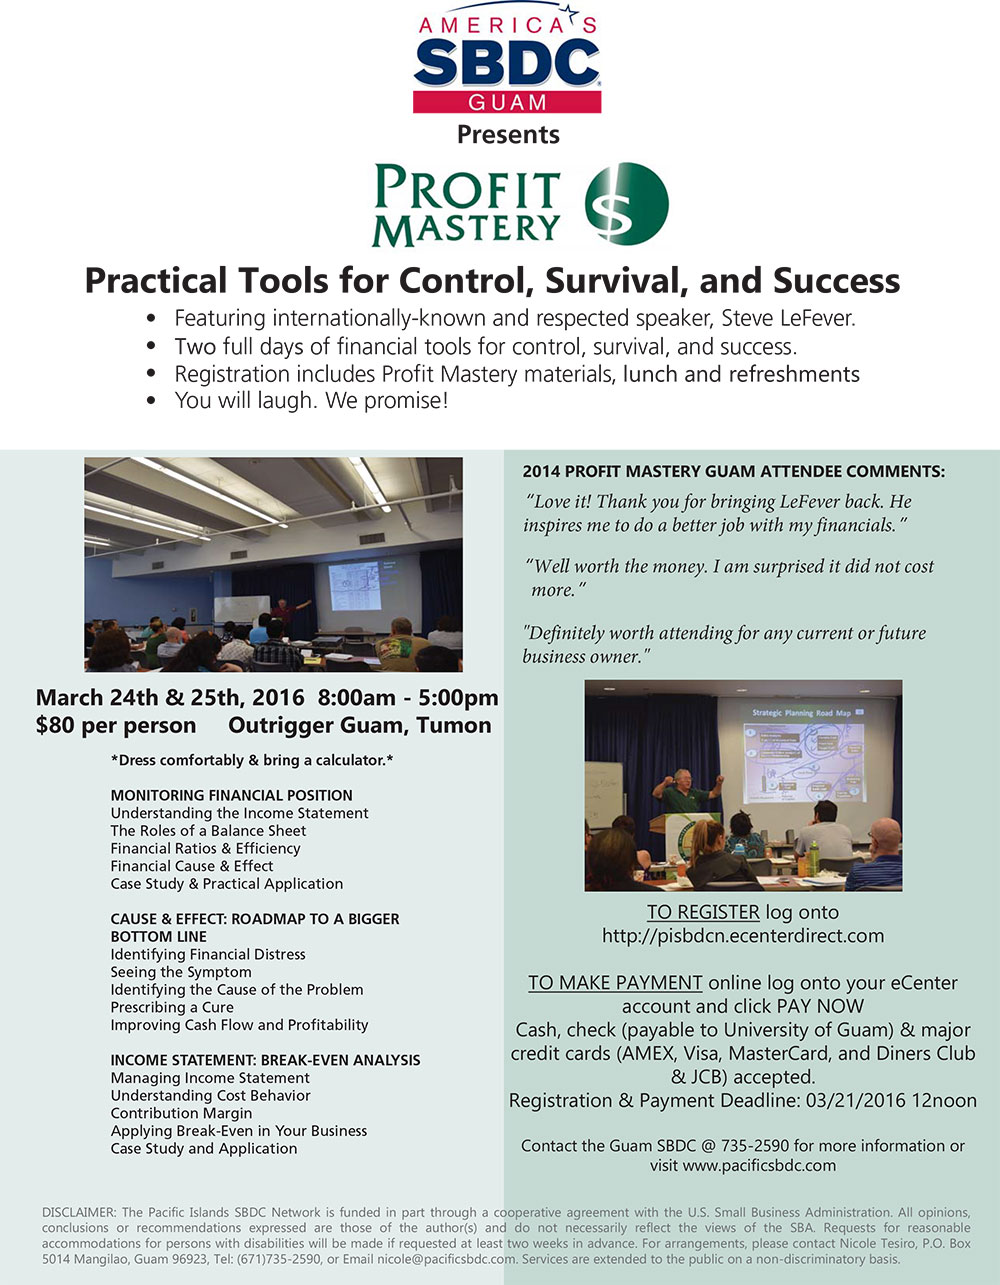 AMERICA'S
SBDC
GUAM
Presents
PROFIT
MASTERY
$
Practical Tools for Control, Survival, and Success
• Featuring internationally-known and respected speaker, Steve LeFever.
• Two full days of financial tools for control, survival, and success.
• Registration includes Profit Mastery materials, lunch and refreshments
• You will laugh. We promise!
March 24th & 25th, 2016 8:00am - 5:00pm
$80 per person Outrigger Guam, Tumon
*Dress comfortably & bring a calculator.*
MONITORING FINANCIAL POSITION
Understanding the Income Statement
The Roles of a Balance Sheet
Financial Ratios & Efficiency
Financial Cause & Effect
Case Study & Practical Application
CAUSE & EFFECT: ROADMAP TO A BIGGER
BOTTOM LINE
Identifying Financial Distress
Seeing the Symptom
Identifying the Cause of the Problem
Prescribing a Cure
Improving Cash Flow and Profitability
INCOME STATEMENT: BREAK-EVEN ANALYSIS
Managing Income Statement
Understanding Cost Behavior
Contribution Margin
Applying Break-Even in Your Business
Case Study and Application
2014 PROFIT MASTERY GUAM ATTENDEE COMMENTS:
“Love it! Thank you for bringing LeFever back. He
inspires me to do a better job with my financials.”
“Well worth the money. I am surprised it did not cost
more.”
"Definitely worth attending for any current or future
business owner."
Strategic Planning Road Map
TO REGISTER log onto
http://pisbdcn.ecenterdirect.com
TO MAKE PAYMENT online log onto your eCenter
account and click PAY NOW
Cash, check (payable to University of Guam) & major
credit cards (AMEX, Visa, MasterCard, and Diners Club
& JCB) accepted.
Registration & Payment Deadline: 03/21/2016 12noon
Contact the Guam SBDC @ 735-2590 for more information or
visit www.pacificsbdc.com
DISCLAIMER: The Pacific Islands SBDC Network is funded in part through a cooperative agreement with the U.S. Small Business Administration. All opinions,
conclusions or recommendations expressed are those of the author(s) and do not necessarily reflect the views of the SBA. Requests for reasonable
accommodations for persons with disabilities will be made if requested at least two weeks in advance. For arrangements, please contact Nicole Tesiro, P.O. Box
5014 Mangilao, Guam 96923, Tel: (671)735-2590, or Email nicole@pacificsbdc.com. Services are extended to the public on a non-discriminatory basis.